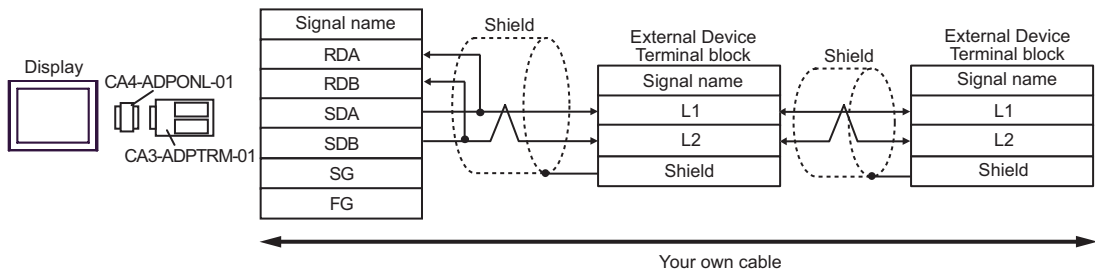 Display
CA4-ADPONL-01
CA3-ADPTRM-01
Signal name
RDA
RDB
SDA
SDB
SG
FG
Shield
External Device
Terminal block
Signal name
L1
L2
Shield
Shield
External Device
Terminal block
Signal name
L1
L2
Shield
Your own cable